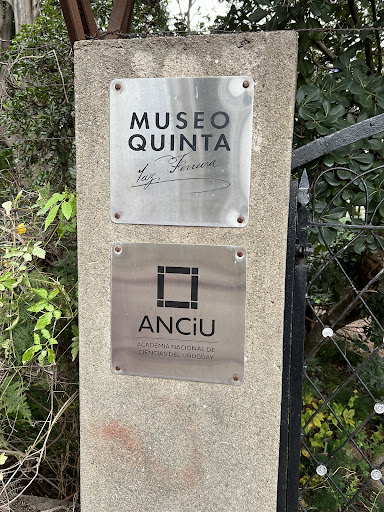 MUSEO
QUINTA
Vaz Ferreira
ANCiU
ACADEMIA NACIONAL DE
CIENCIAS DEL URUGUAY